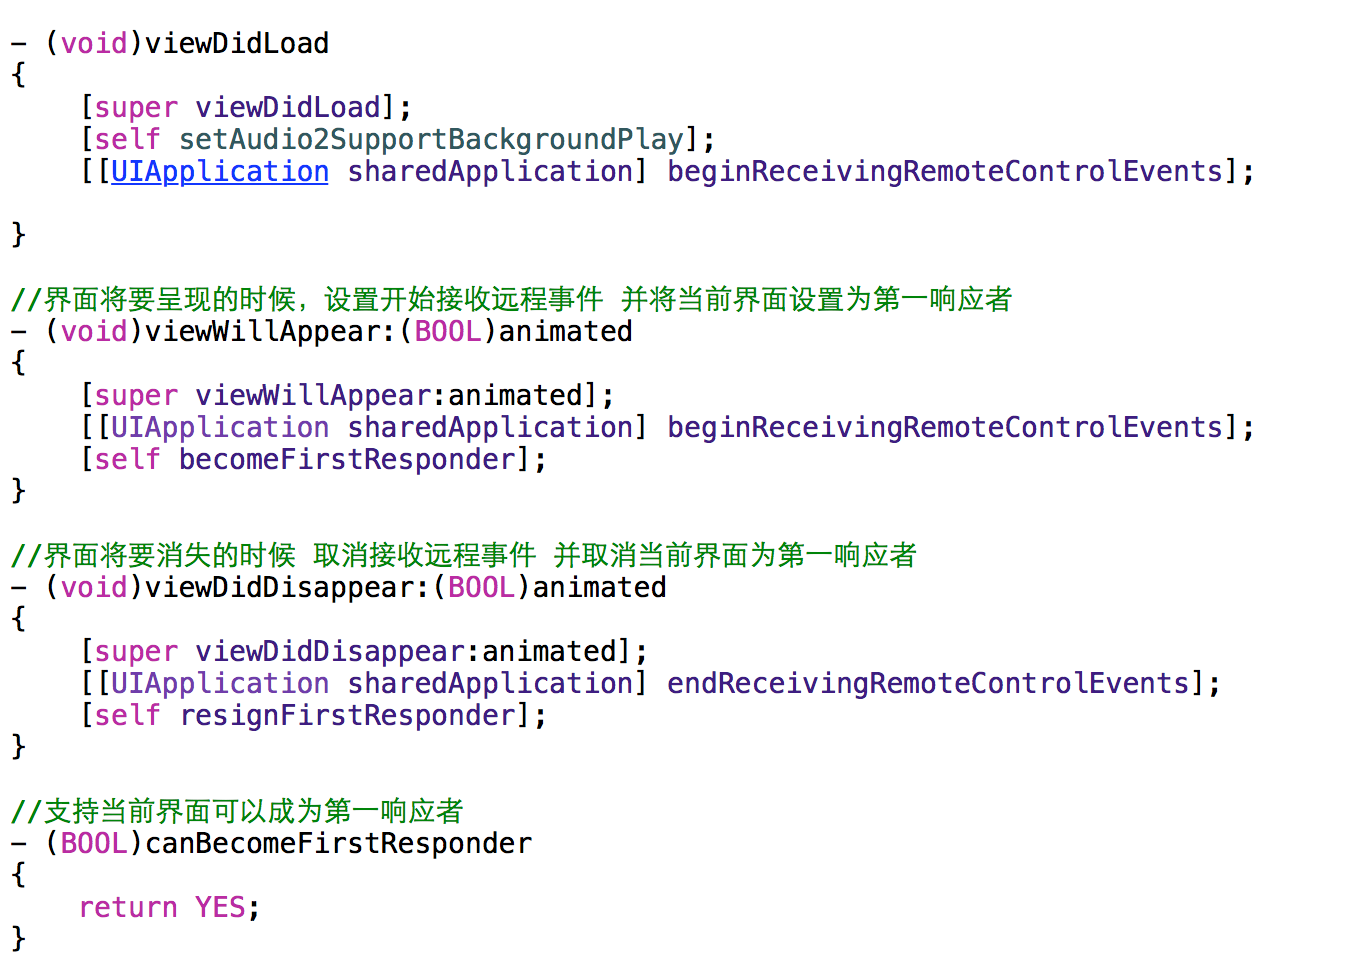 - (void)viewDidLoad
{
    [super viewDidLoad];
    [self setAudio2SupportBackgroundPlay];
    [[UIApplication sharedApplication] beginReceivingRemoteControlEvents];
}
//界面将要呈现的时候，设置开始接收远程事件 并将当前界面设置为第一响应者
- (void)viewWillAppear:(BOOL)animated
{
    [super viewWillAppear:animated];
    [[UIApplication sharedApplication] beginReceivingRemoteControlEvents];
    [self becomeFirstResponder];
}
//界面将要消失的时候 取消接收远程事件 并取消当前界面为第一响应者
- (void)viewDidDisappear:(BOOL)animated
{
    [super viewDidDisappear:animated];
    [[UIApplication sharedApplication] endReceivingRemoteControlEvents];
    [self resignFirstResponder];
}
//支持当前界面可以成为第一响应者
- (BOOL)canBecomeFirstResponder
{
    return YES;
}